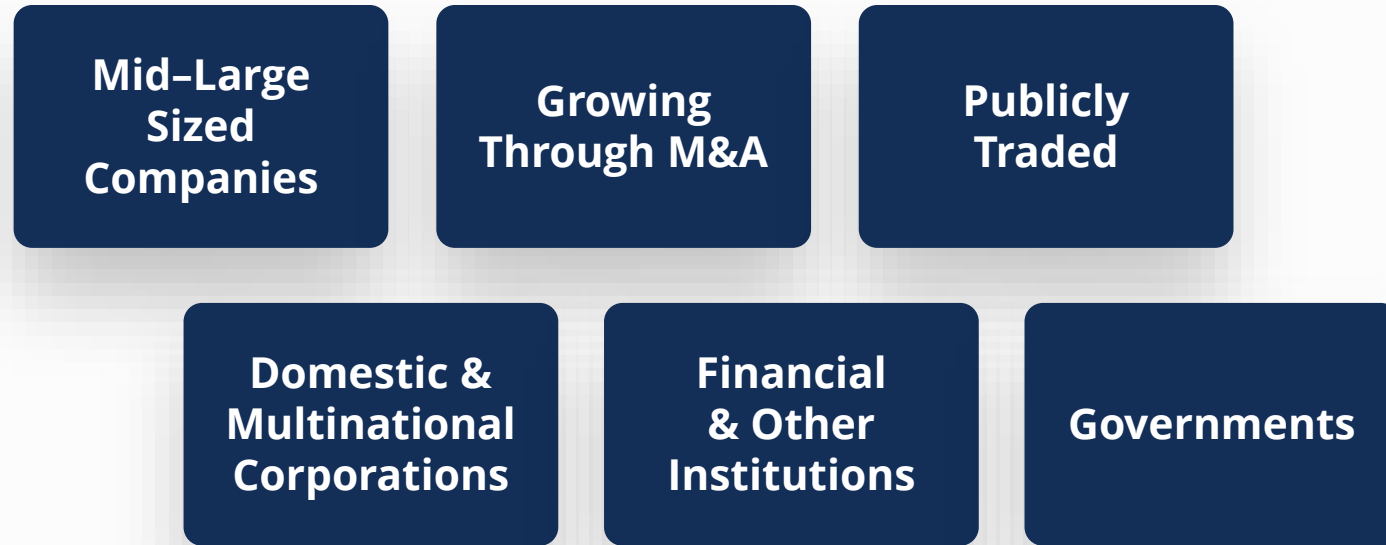 Mid–Large
Sized
Companies
Growing
Through M&A
Publicly
Traded
Domestic &
Multinational
Corporations
Financial
& Other
Institutions
Governments